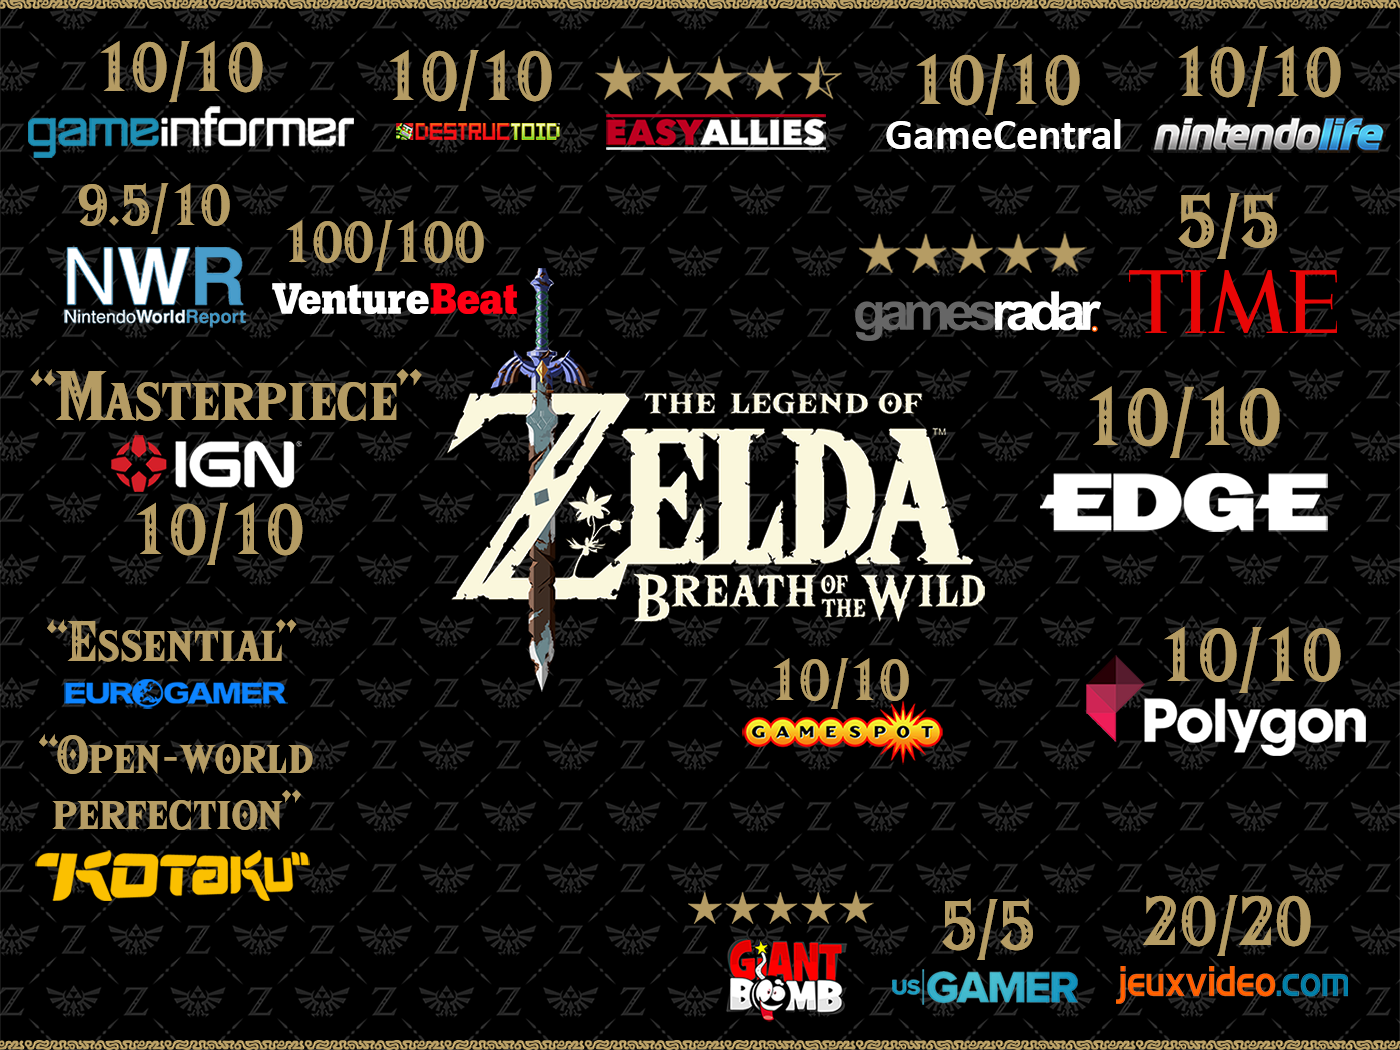 10/10
gameinformer
10/10
DESTRUCTOID
EASYALLIES
10/10
GameCentral
10/10
nintendolife
9.5/10
NWR
NintendoWorldReport
100/100
VentureBeat
gamesradar.
5/5
TIME
“MASTERPIECE”
IGN®
10/10
THE LEGEND OF
ZELDA™
BREATH OF THE WILD
10/10
EDGE
“ESSENTIAL”
EUROGAMER
10/10
GAMESPOT
10/10
Polygon
“OPEN-WORLD
PERFECTION”
KOTAKU
GIANT
BOMB
5/5
US|GAMER
20/20
jeuxvideo.com